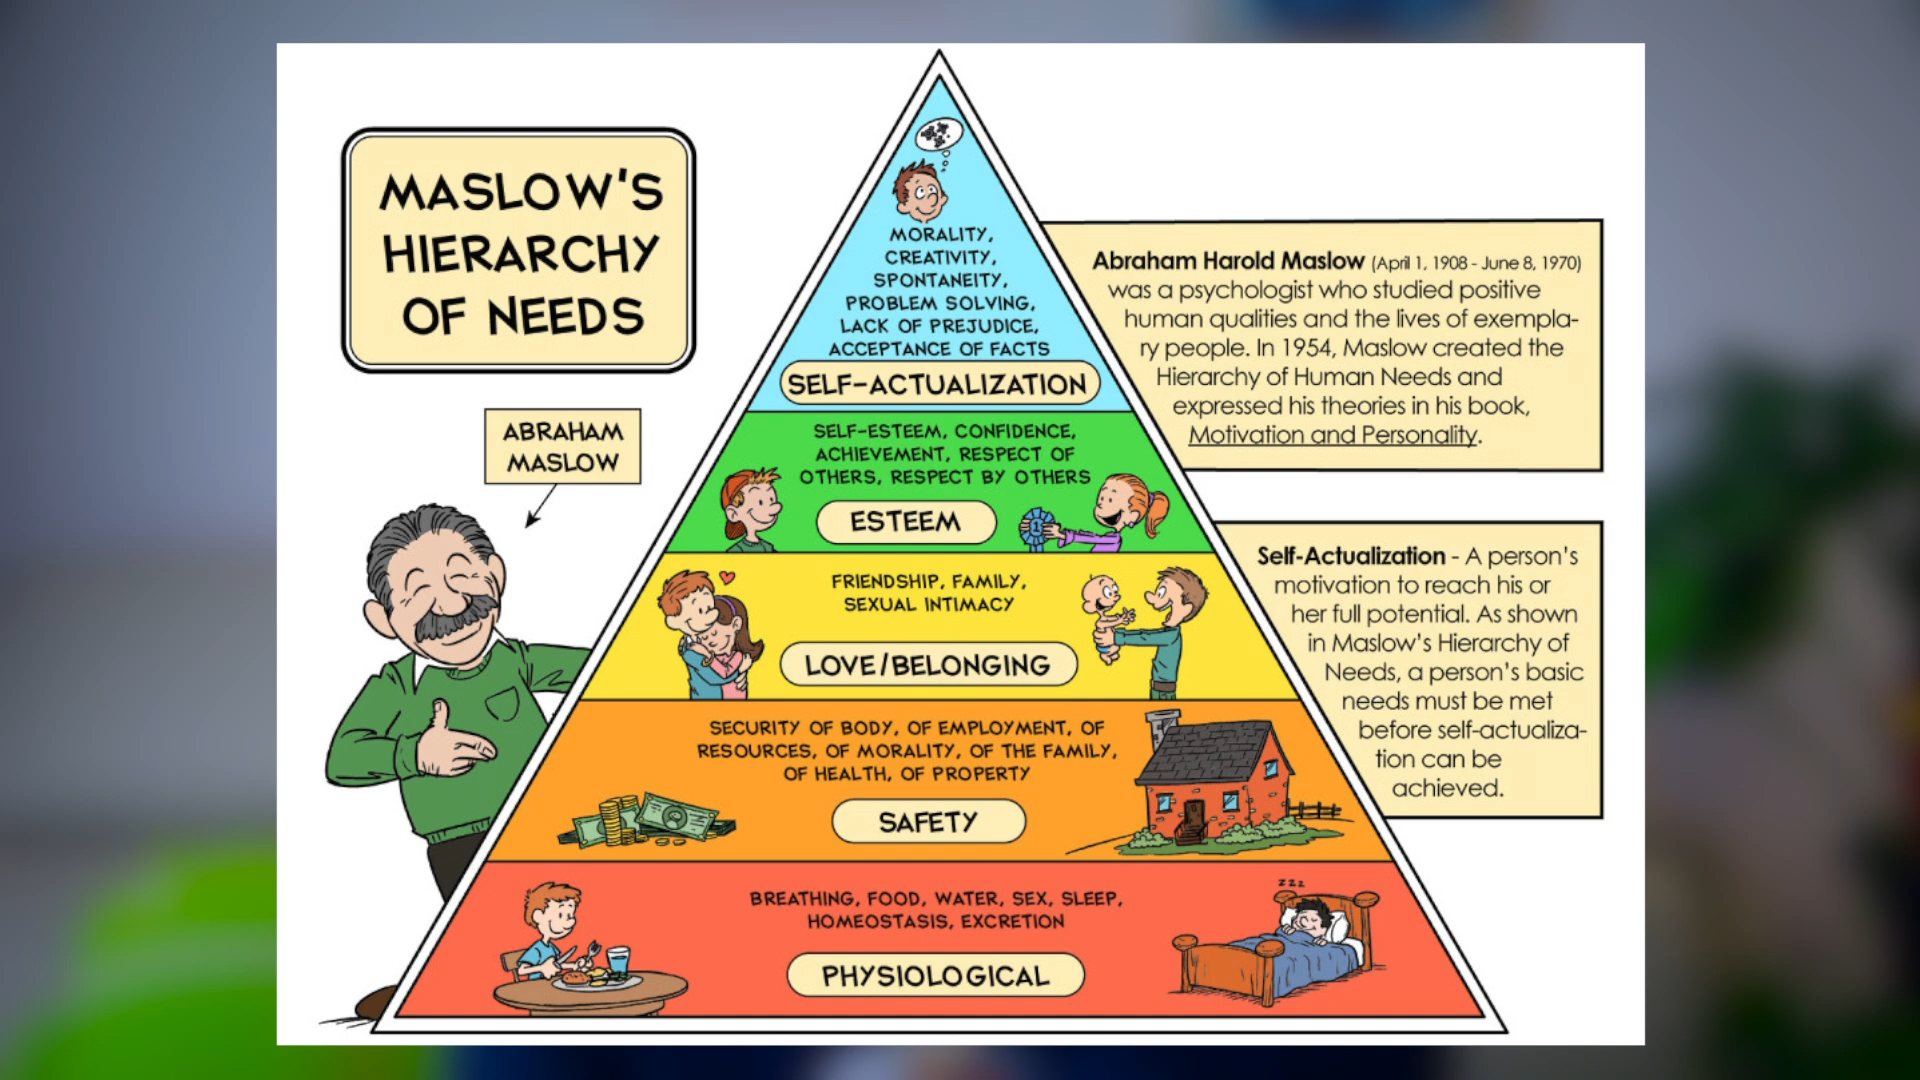 MASLOW'S
HIERARCHY
OF NEEDS
ABRAHAM
MASLOW
MORALITY,
CREATIVITY,
SPONTANEITY,
PROBLEM SOLVING,
LACK OF PREJUDICE,
ACCEPTANCE OF FACTS
SELF-ACTUALIZATION
SELF-ESTEEM, CONFIDENCE,
ACHIEVEMENT, RESPECT OF
OTHERS, RESPECT BY OTHERS
1
ESTEEM
FRIENDSHIP, FAMILY,
SEXUAL INTIMACY
LOVE/BELONGING
SECURITY OF BODY, OF EMPLOYMENT, OF
RESOURCES, OF MORALITY, OF THE FAMILY,
OF HEALTH, OF PROPERTY
SAFETY
BREATHING, FOOD, WATER, SEX, SLEEP,
HOMEOSTASIS, EXCRETION
PHYSIOLOGICAL
zzz
Abraham Harold Maslow (April 1, 1908 - June 8, 1970)
was a psychologist who studied positive
human qualities and the lives of exempla-
ry people. In 1954, Maslow created the
Hierarchy of Human Needs and
expressed his theories in his book,
Motivation and Personality.
Self-Actualization - A person's
motivation to reach his or
her full potential. As shown
in Maslow's Hierarchy of
Needs, a person's basic
needs must be met
before self-actualiza-
tion can be
achieved.